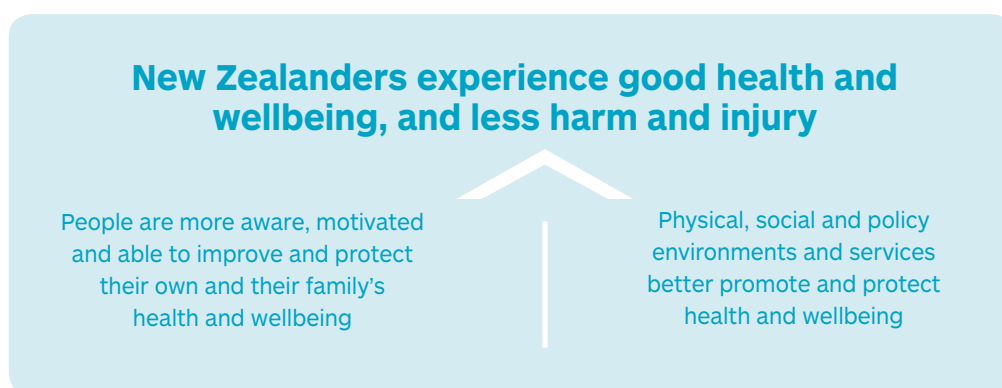 New Zealanders experience good health and
wellbeing, and less harm and injury
People are more aware, motivated
and able to improve and protect
their own and their family’s
health and wellbeing
Physical, social and policy
environments and services
better promote and protect
health and wellbeing